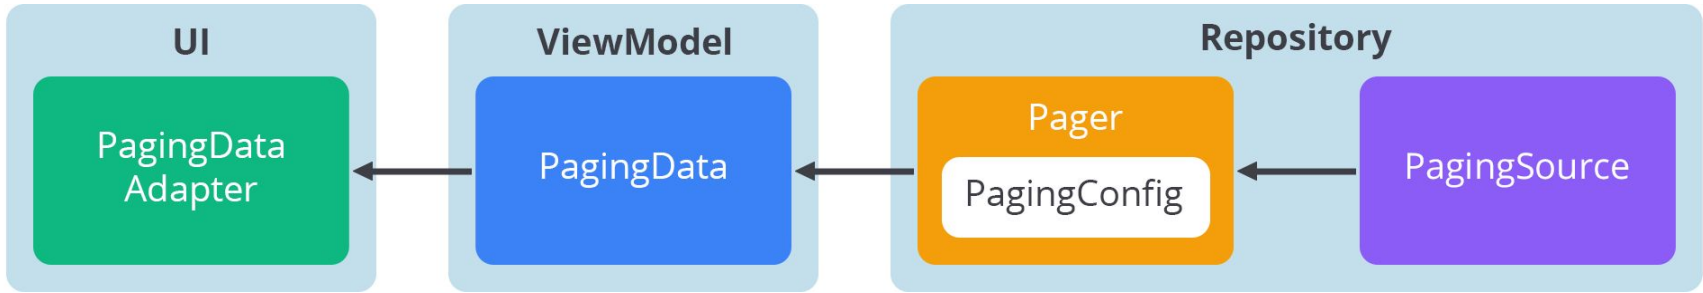 UI
PagingData
Adapter
ViewModel
PagingData
Repository
Pager
PagingConfig
PagingSource